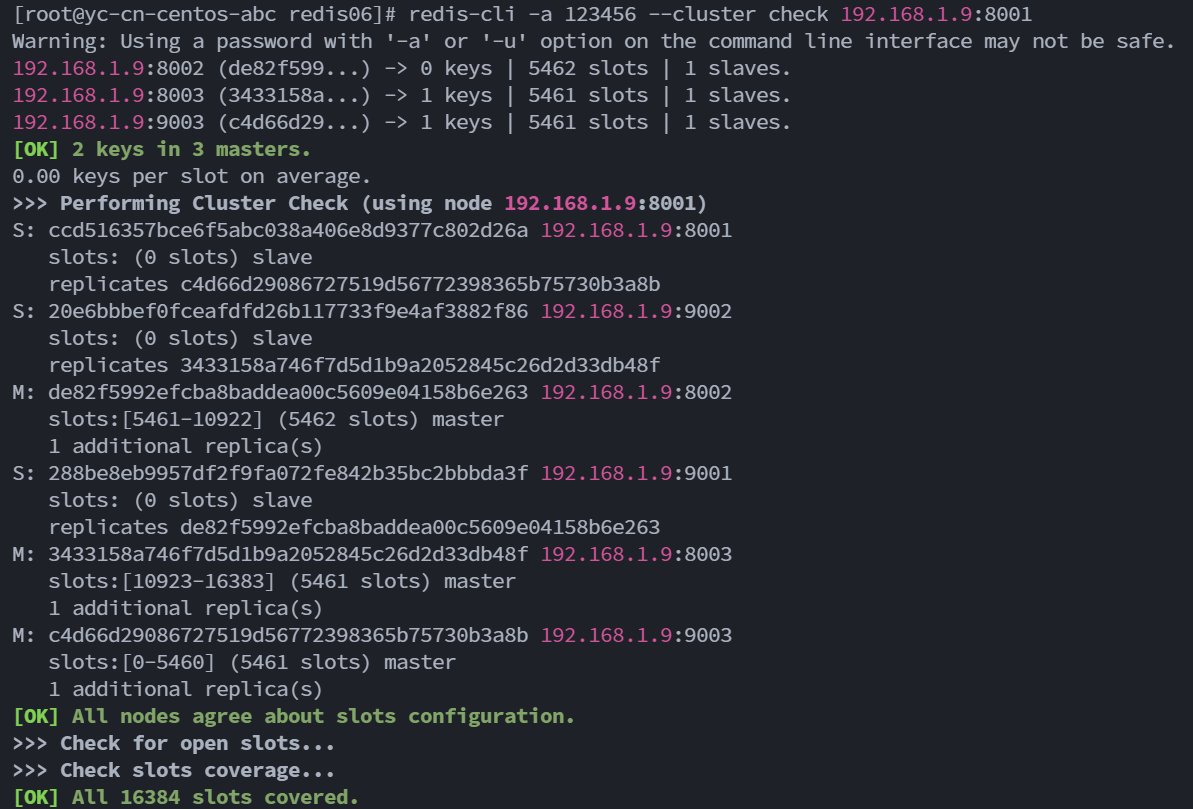 [root@yc-cn-centos-abc redis06]# redis-cli -a 123456 --cluster check 192.168.1.9:8001
Warning: Using a password with '-a' or '-u' option on the command line interface may not be safe.
192.168.1.9:8002 (de82f599...) -> 0 keys | 5462 slots | 1 slaves.
192.168.1.9:8003 (3433158a...) -> 1 keys | 5461 slots | 1 slaves.
192.168.1.9:9003 (c4d66d29...) -> 1 keys | 5461 slots | 1 slaves.
[OK] 2 keys in 3 masters.
0.00 keys per slot on average.
>>> Performing Cluster Check (using node 192.168.1.9:8001)
S: ccd516357bce6f5abc038a406e8d9377c802d26a 192.168.1.9:8001
   slots: (0 slots) slave
   replicates c4d66d29086727519d56772398365b75730b3a8b
S: 20e6bbbef0fceafdfd26b117733f9e4af3882f86 192.168.1.9:9002
   slots: (0 slots) slave
   replicates 3433158a746f7d5d1b9a2052845c26d2d33db48f
M: de82f5992efcba8baddea00c5609e04158b6e263 192.168.1.9:8002
   slots:[5461-10922] (5462 slots) master
   1 additional replica(s)
S: 288be8eb9957df2f9fa072fe842b35bc2bbbda3f 192.168.1.9:9001
   slots: (0 slots) slave
   replicates de82f5992efcba8baddea00c5609e04158b6e263
M: 3433158a746f7d5d1b9a2052845c26d2d33db48f 192.168.1.9:8003
   slots:[10923-16383] (5461 slots) master
   1 additional replica(s)
M: c4d66d29086727519d56772398365b75730b3a8b 192.168.1.9:9003
   slots:[0-5460] (5461 slots) master
   1 additional replica(s)
[OK] All nodes agree about slots configuration.
>>> Check for open slots...
>>> Check slots coverage...
[OK] All 16384 slots covered.